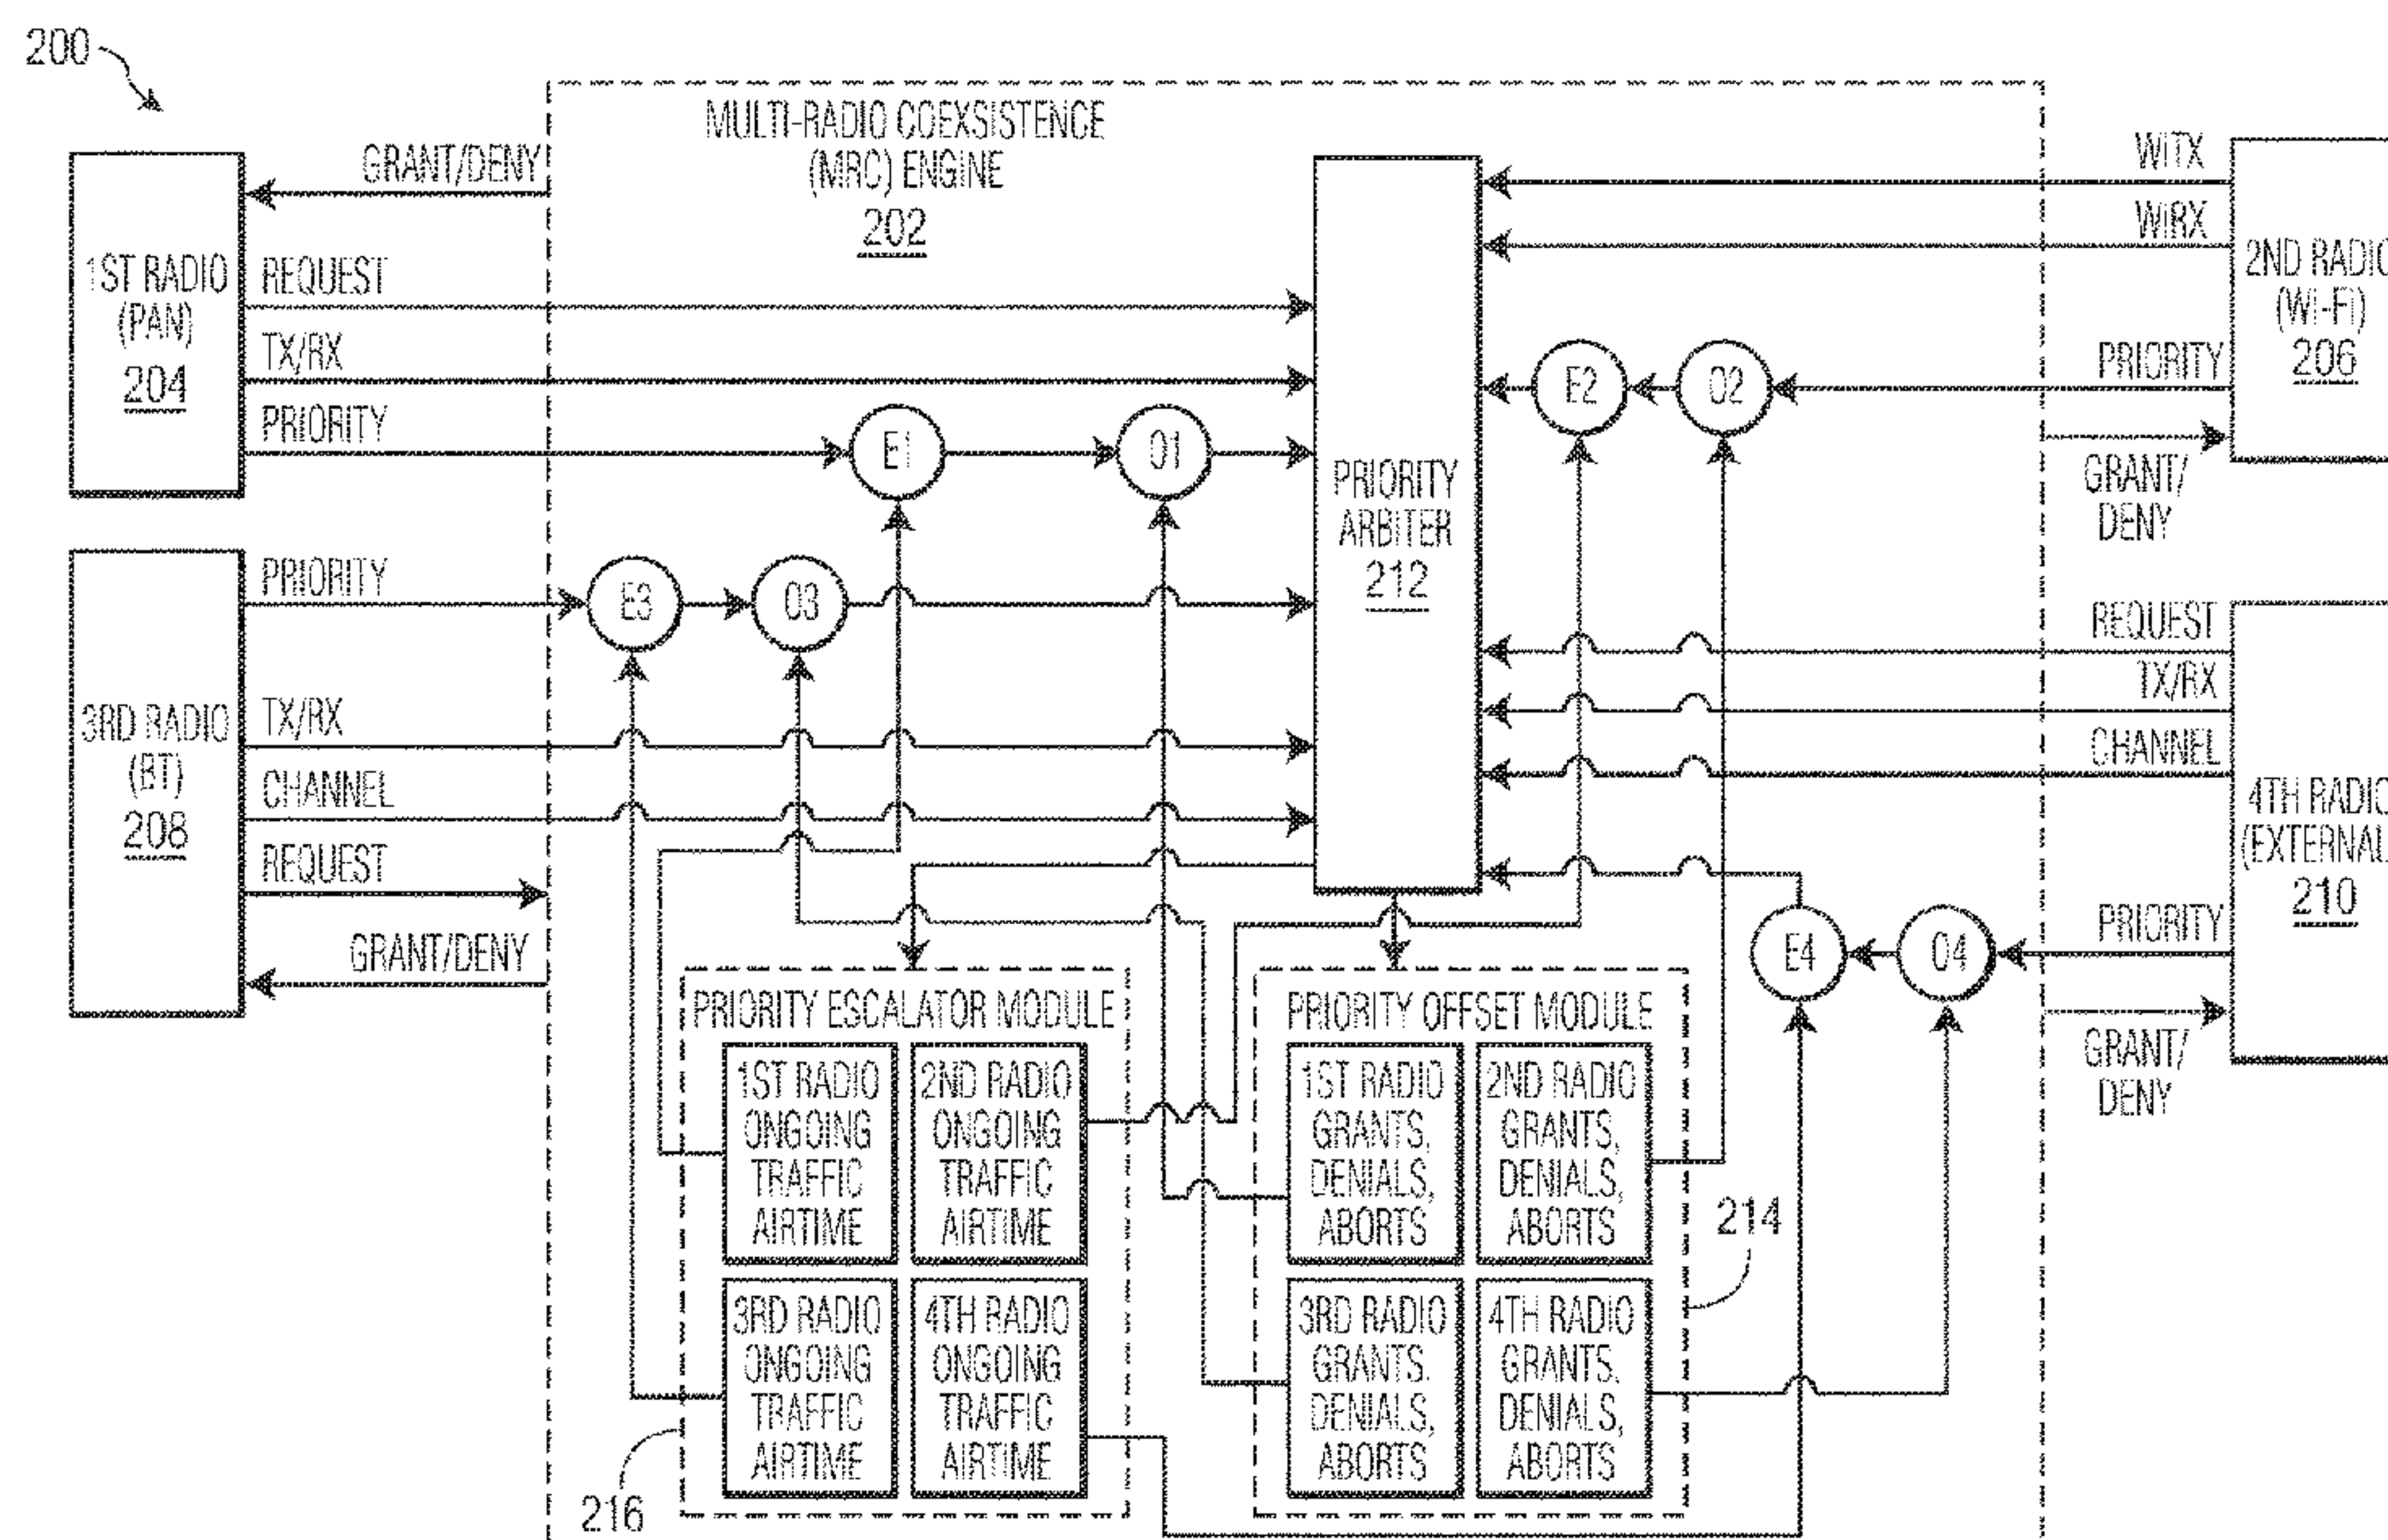 200
MULTI-RADIO COEXSISTENCE
(MRC) ENGINE
202
GRANT/DENY
1ST RADIO
(PAN)
204
REQUEST
TX/RX
PRIORITY
E1
O1
3RD RADIO
(BT)
208
PRIORITY
E3
O3
TX/RX
CHANNEL
REQUEST
GRANT/DENY
PRIORITY
ARBITER
212
WiTX
WiRX
2ND RADIO
(WI-FI)
206
PRIORITY
E2
O2
GRANT/
DENY
REQUEST
TX/RX
CHANNEL
4TH RADIO
(EXTERNAL
210
PRIORITY
E4
O4
GRANT/
DENY
PRIORITY ESCALATOR MODULE
1ST RADIO
ONGOING
TRAFFIC
AIRTIME
2ND RADIO
ONGOING
TRAFFIC
AIRTIME
3RD RADIO
ONGOING
TRAFFIC
AIRTIME
4TH RADIO
ONGOING
TRAFFIC
AIRTIME
216
PRIORITY OFFSET MODULE
1ST RADIO
GRANTS,
DENIALS,
ABORTS
2ND RADIO
GRANTS,
DENIALS,
ABORTS
3RD RADIO
GRANTS.
DENIALS,
ABORTS
4TH RADIO
GRANTS,
DENIALS,
ABORTS
214